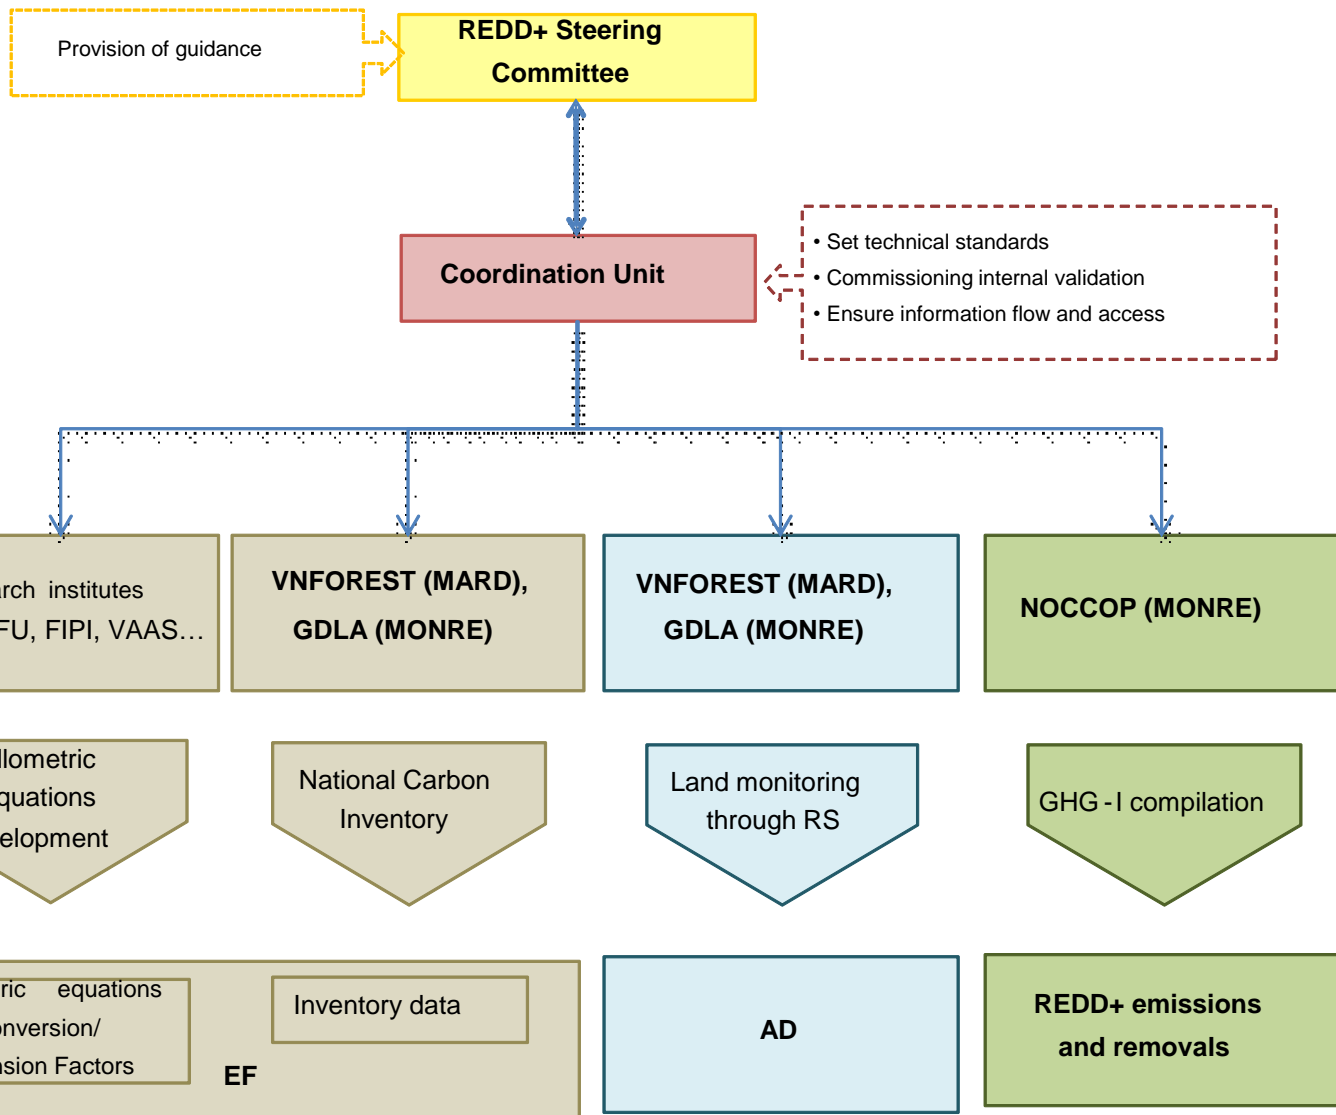 Provision of guidance
REDD+ Steering
Committee
Coordination Unit
• Set technical standards
• Commissioning internal validation
• Ensure information flow and access
arch institutes
FU, FIPI, VAAS…
VNFOREST (MARD),
GDLA (MONRE)
VNFOREST (MARD),
GDLA (MONRE)
NOCCOP (MONRE)
llometric
quations
elopment
National Carbon
Inventory
Land monitoring
through RS
GHG - I compilation
ric equations
onversion/
nsion Factors
Inventory data
EF
AD
REDD+ emissions
and removals